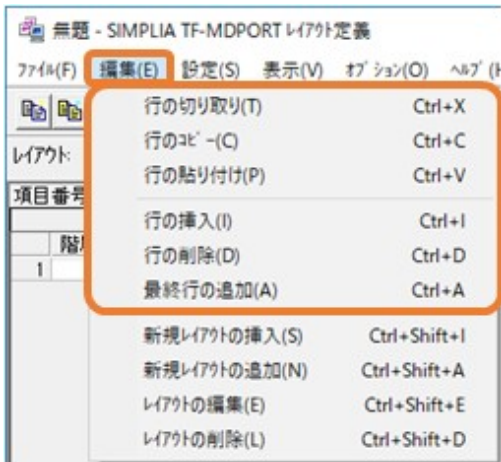 無題 - SIMPLIA TF-MDPORT ﾚｲｱｳﾄ定義
ﾌｧｲﾙ(F) 編集(E) 設定(S) 表示(V) ｵﾌﾟｼｮﾝ(O) ﾍﾙﾌﾟ(H
ﾚｲｱｳﾄ:
項目番号
階
1
行の切り取り(T) Ctrl+X
行のｺﾋﾟｰ(C) Ctrl+C
行の貼り付け(P) Ctrl+V
行の挿入(I) Ctrl+I
行の削除(D) Ctrl+D
最終行の追加(A) Ctrl+A
新規ﾚｲｱｳﾄの挿入(S) Ctrl+Shift+I
新規ﾚｲｱｳﾄの追加(N) Ctrl+Shift+A
ﾚｲｱｳﾄの編集(E) Ctrl+Shift+E
ﾚｲｱｳﾄの削除(L) Ctrl+Shift+D